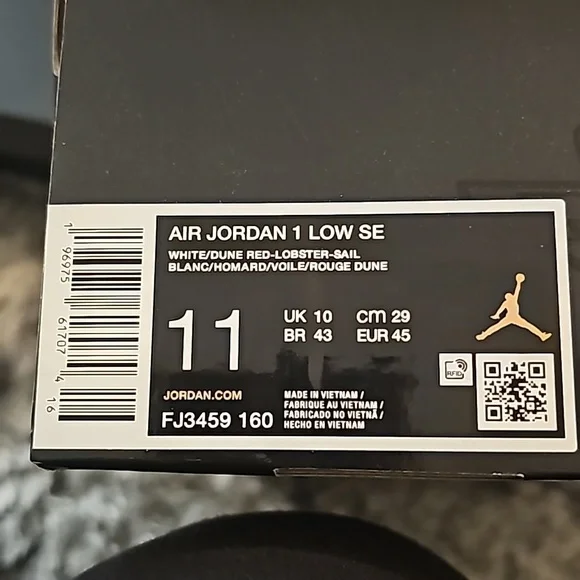 AIR JORDAN 1 LOW SE
WHITE/DUNE RED-LOBSTER-SAIL
BLANC/HOMARD/VOILE/ROUGE DUNE
11
UK 10 cm 29
BR 43 EUR 45
RFID
JORDAN.COM
FJ3459 160
MADE IN VIETNAM /
FABRIQUE AU VIETNAM /
FABRICADO NO VIETNÃ /
HECHO EN VIETNAM
1 96975 61707 4 16